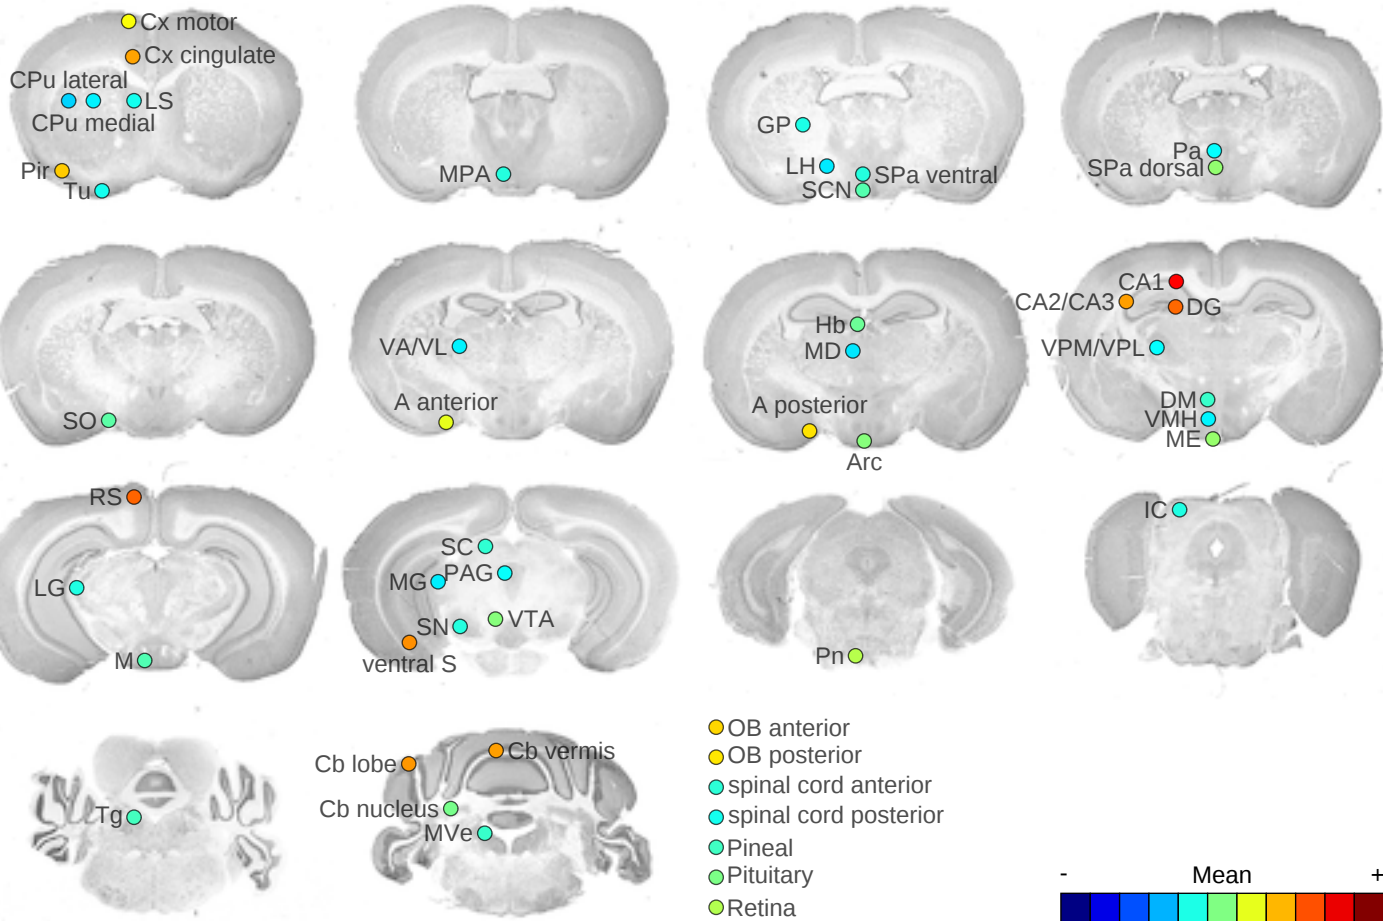 Cx motor
Cx cingulate
CPu lateral
LS
CPu medial
Pir
Tu
MPA
GP
LH
SPa ventral
SCN
Pa
SPa dorsal
SO
VA/VL
A anterior
Hb
MD
A posterior
Arc
CA1
CA2/CA3
DG
VPM/VPL
DM
VMH
ME
RS
LG
M
SC
MG
PAG
SN
VTA
ventral S
Pn
IC
Tg
Cb lobe
Cb vermis
Cb nucleus
MVe
OB anterior
OB posterior
spinal cord anterior
spinal cord posterior
Pineal
Pituitary
Retina
- Mean +